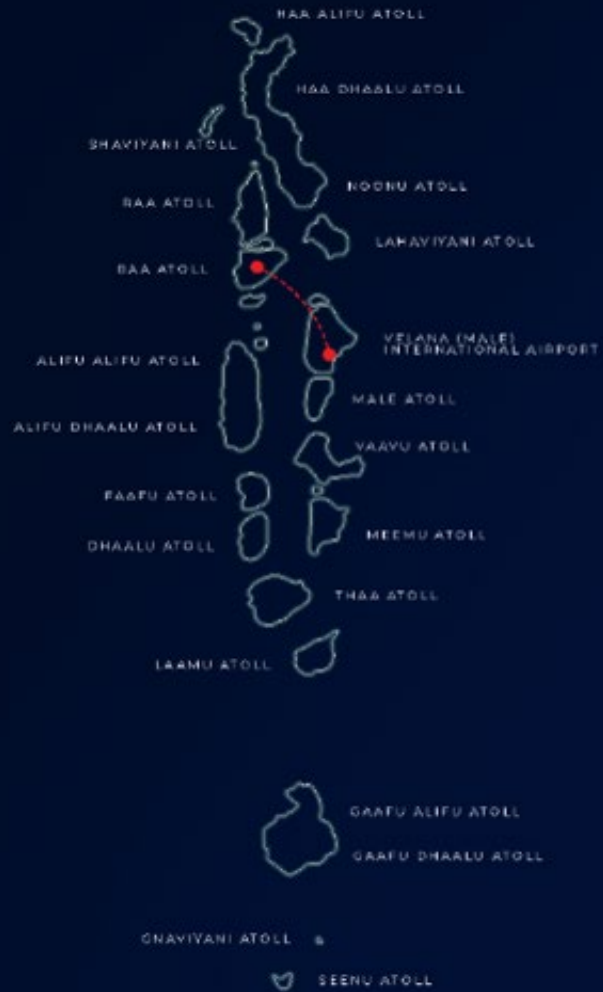 HAA ALIFU ATOLL
HAA DHAALU ATOLL
SHAVIYANI ATOLL
NOONU ATOLL
RAA ATOLL
LAHAVIYANI ATOLL
BAA ATOLL
VELANA (MALE)
INTERNATIONAL AIRPORT
ALIFU ALIFU ATOLL
MALE ATOLL
ALIFU DHAALU ATOLL
VAAVU ATOLL
FAAFU ATOLL
MEEMU ATOLL
DHAALU ATOLL
THAA ATOLL
LAAMU ATOLL
GAAFU ALIFU ATOLL
GAAFU DHAALU ATOLL
GNAVIYANI ATOLL
SEENU ATOLL